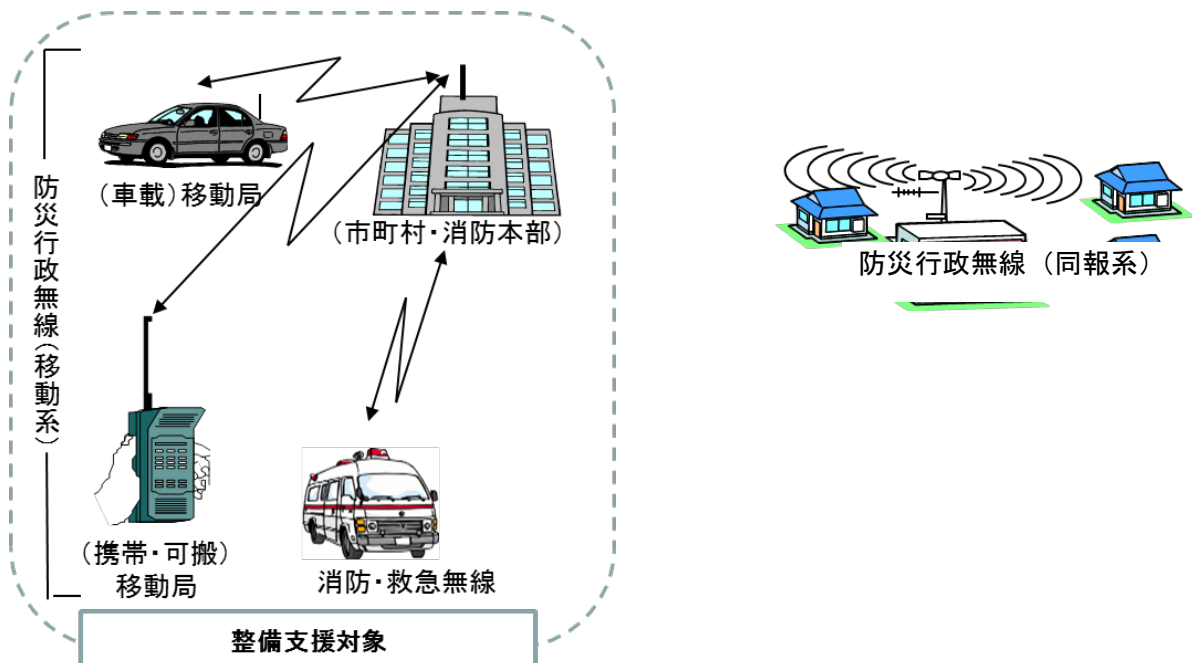 防災行政無線(移動系)
(車載)移動局
(市町村・消防本部)
(携帯・可搬)
移動局
消防・救急無線
整備支援対象
防災行政無線(同報系)